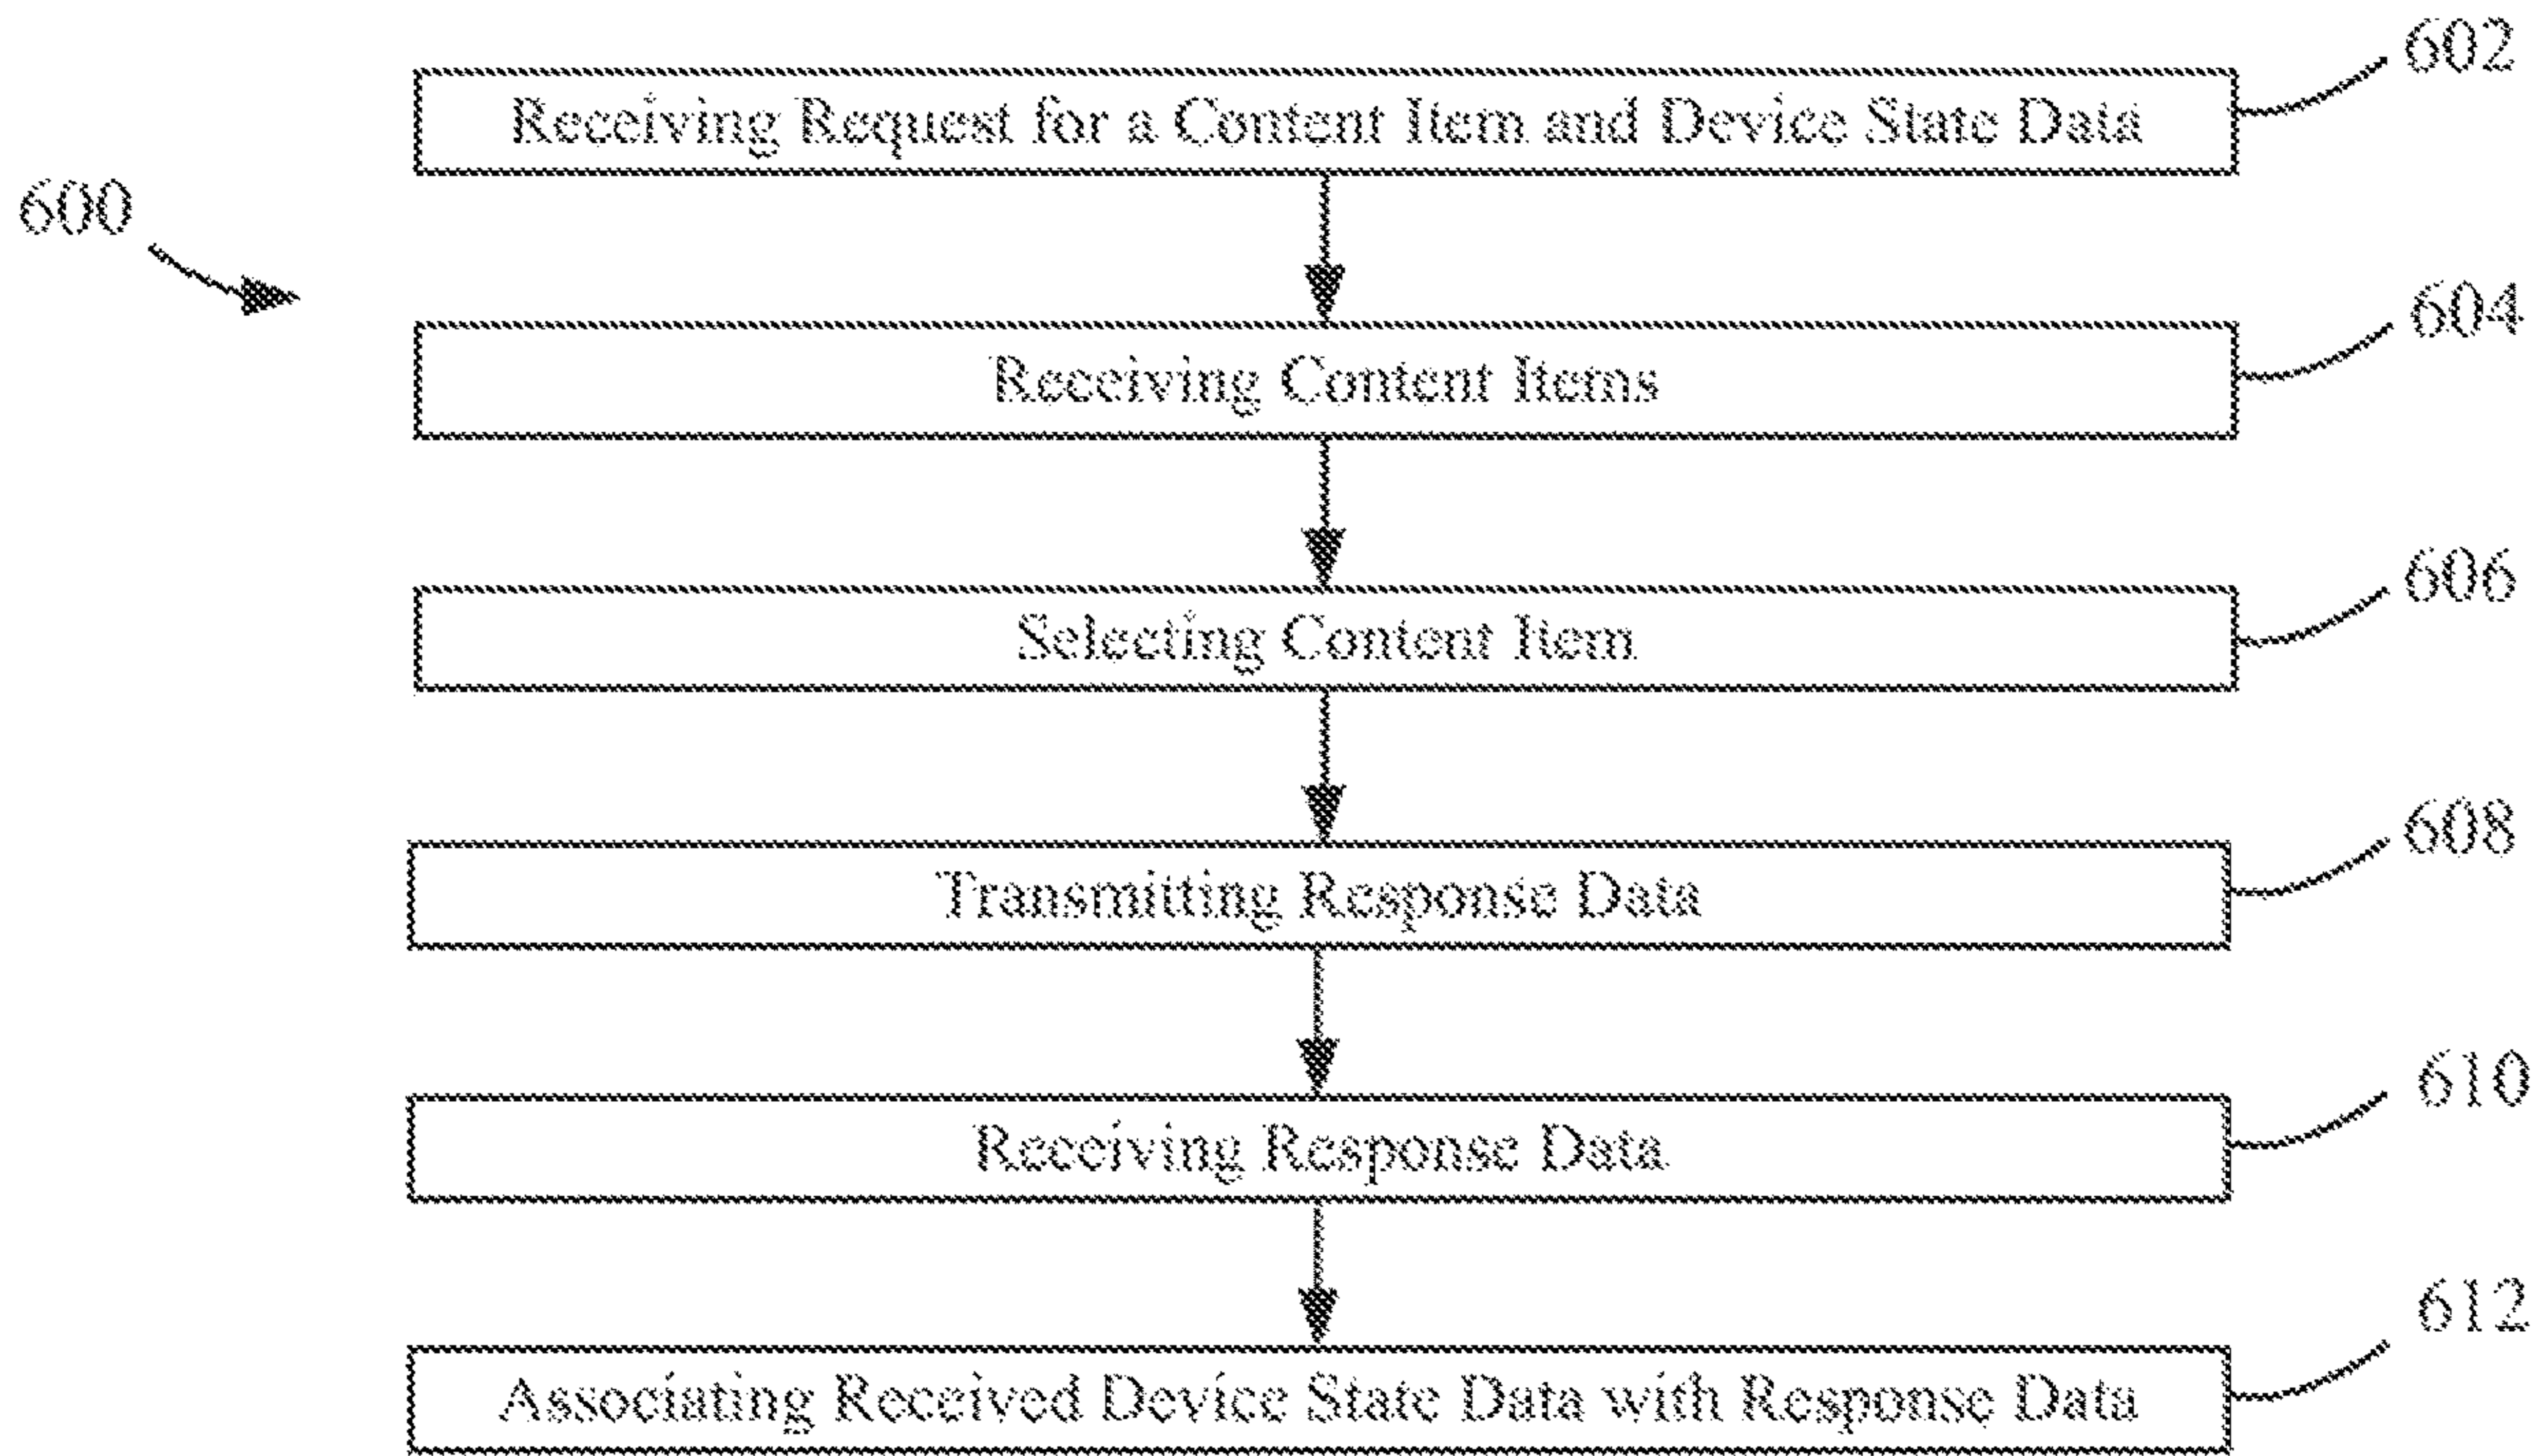 602
Receiving Request for a Content Item and Device State Data
600
604
Receiving Content Items
606
Selecting Content Item
608
Transmitting Response Data
610
Receiving Response Data
612
Associating Received Device State Data with Response Data